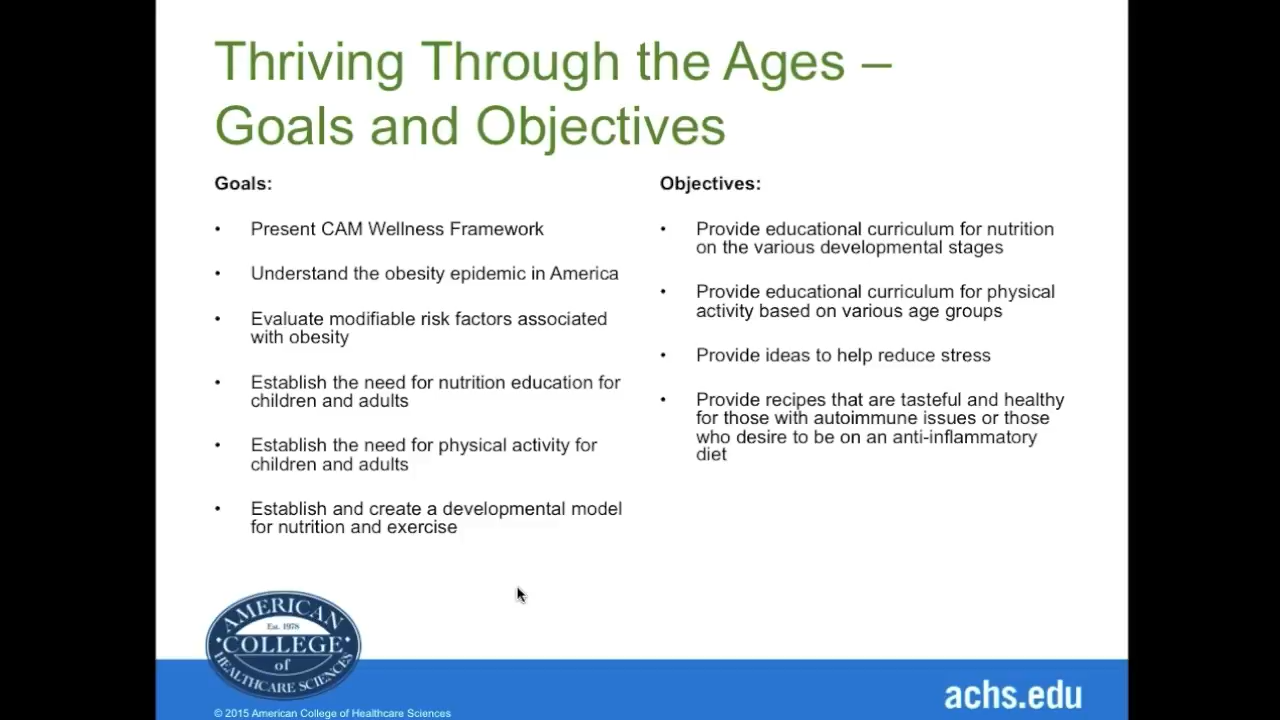 Thriving Through the Ages –
Goals and Objectives
Goals:
• Present CAM Wellness Framework
• Understand the obesity epidemic in America
• Evaluate modifiable risk factors associated
with obesity
• Establish the need for nutrition education for
children and adults
• Establish the need for physical activity for
children and adults
• Establish and create a developmental model
for nutrition and exercise
Objectives:
• Provide educational curriculum for nutrition
on the various developmental stages
• Provide educational curriculum for physical
activity based on various age groups
• Provide ideas to help reduce stress
• Provide recipes that are tasteful and healthy
for those with autoimmune issues or those
who desire to be on an anti-inflammatory
diet
AMERICAN
Est. 1978
COLLEGE
of
HEALTHCARE SCIENCES
achs.edu
© 2015 American College of Healthcare Sciences